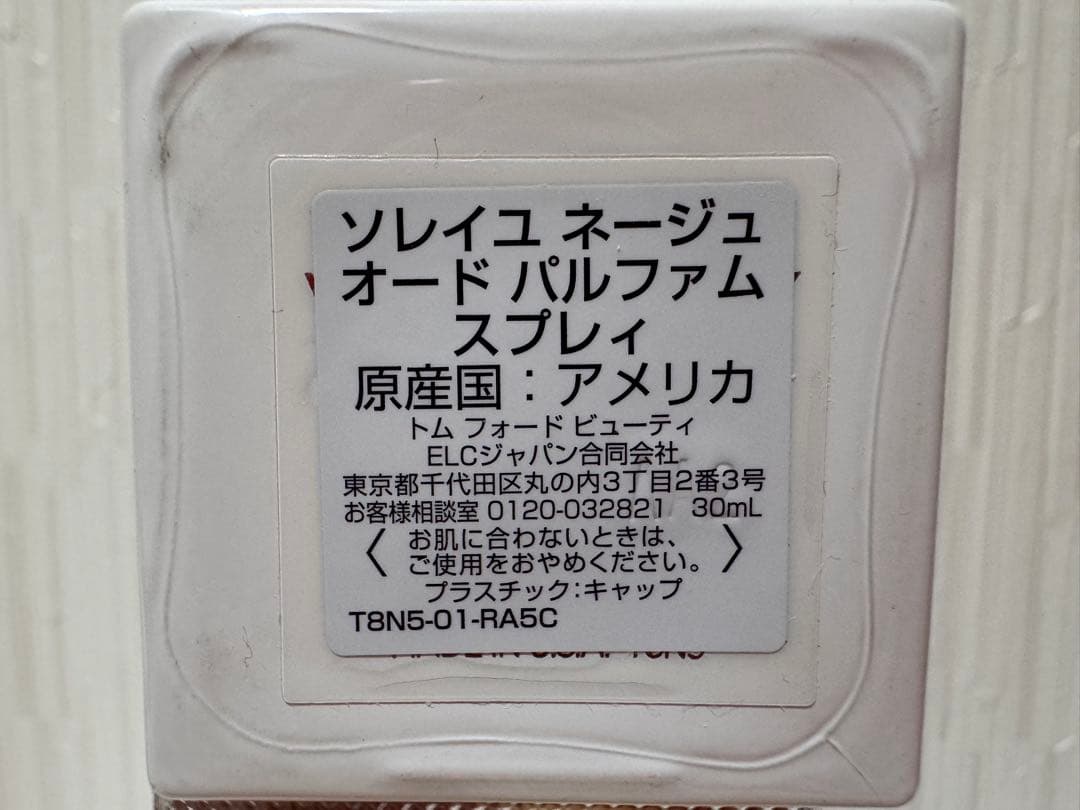 ソレイユ ネージュ
オード パルファム
スプレィ
原産国：アメリカ
トム フォード ビューティ
ELCジャパン合同会社
東京都千代田区丸の内3丁目2番3号
お客様相談室 0120-032821 30mL
〈お肌に合わないときは、
ご使用をおやめください。〉
プラスチック：キャップ
T8N5-01-RA5C